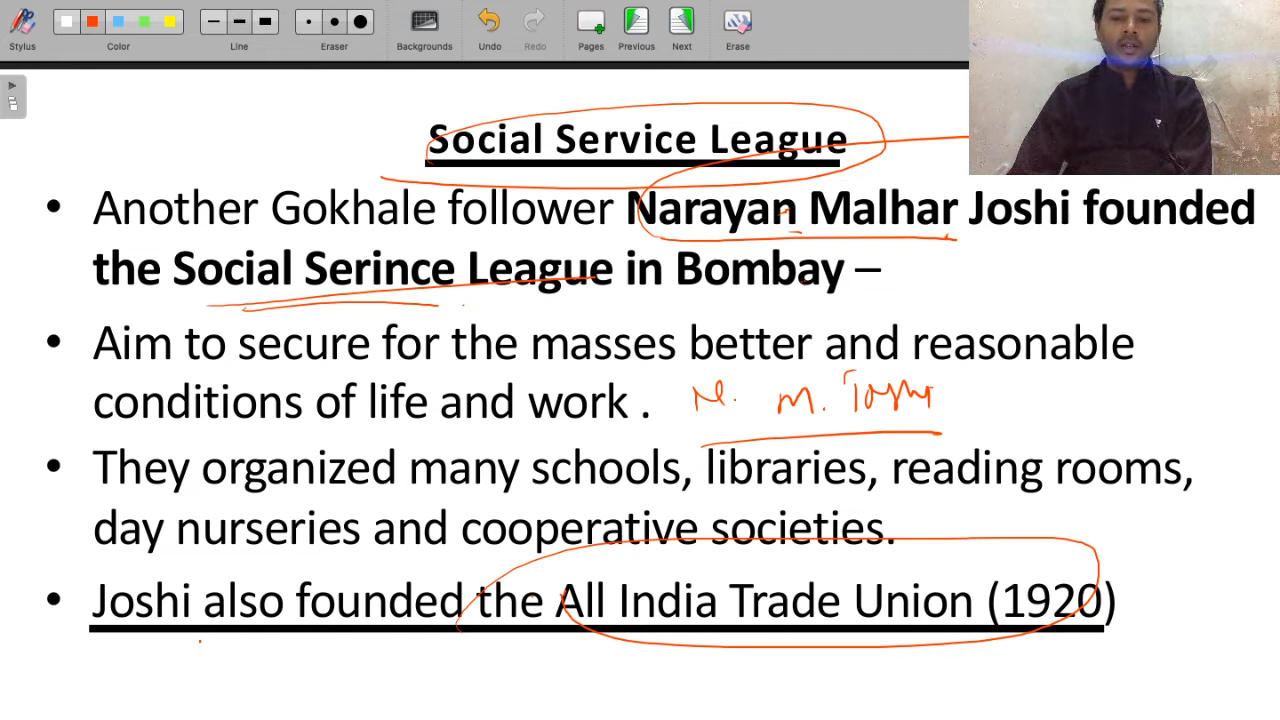 Stylus
Color
Line
Eraser
Backgrounds
Undo
Redo
Pages
Previous
Next
Erase
Social Service League
• Another Gokhale follower Narayan Malhar Joshi founded
the Social Serince League in Bombay –
• Aim to secure for the masses better and reasonable
conditions of life and work .
N. M. Joshi
• They organized many schools, libraries, reading rooms,
day nurseries and cooperative societies.
• Joshi also founded the All India Trade Union (1920)